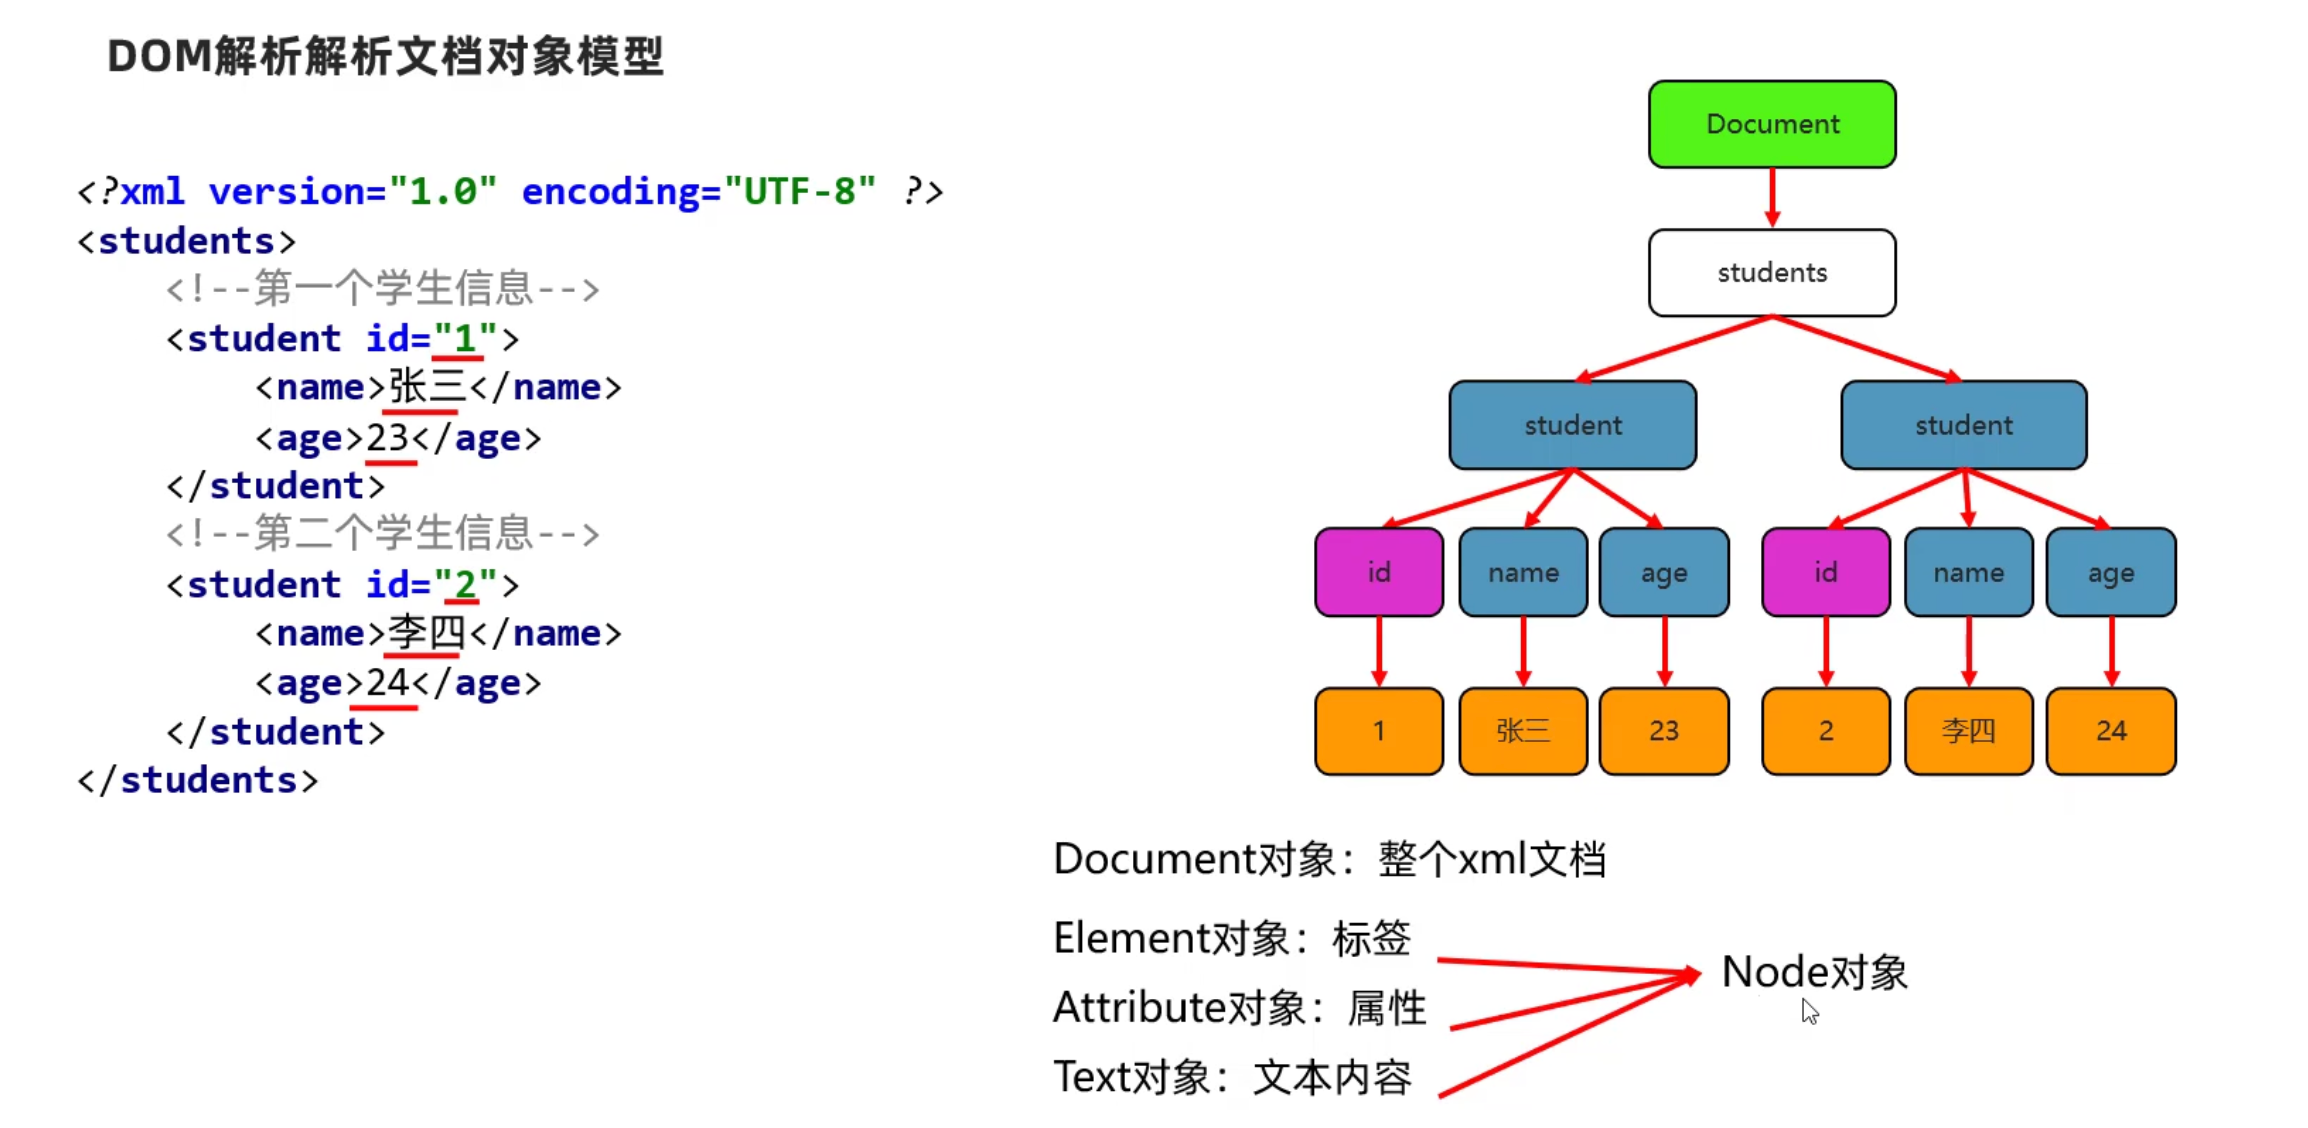 DOM解析解析文档对象模型
<?xml version="1.0" encoding="UTF-8" ?>
<students>
<!--第一个学生信息-->
<student id="1">
<name>张三</name>
<age>23</age>
</student>
<!--第二个学生信息-->
<student id="2">
<name>李四</name>
<age>24</age>
</student>
</students>
Document
students
student student
id name age id name age
1 张三 23 2 李四 24
Document对象：整个xml文档
Element对象：标签
Node对象
Attribute对象：属性
Text对象：文本内容